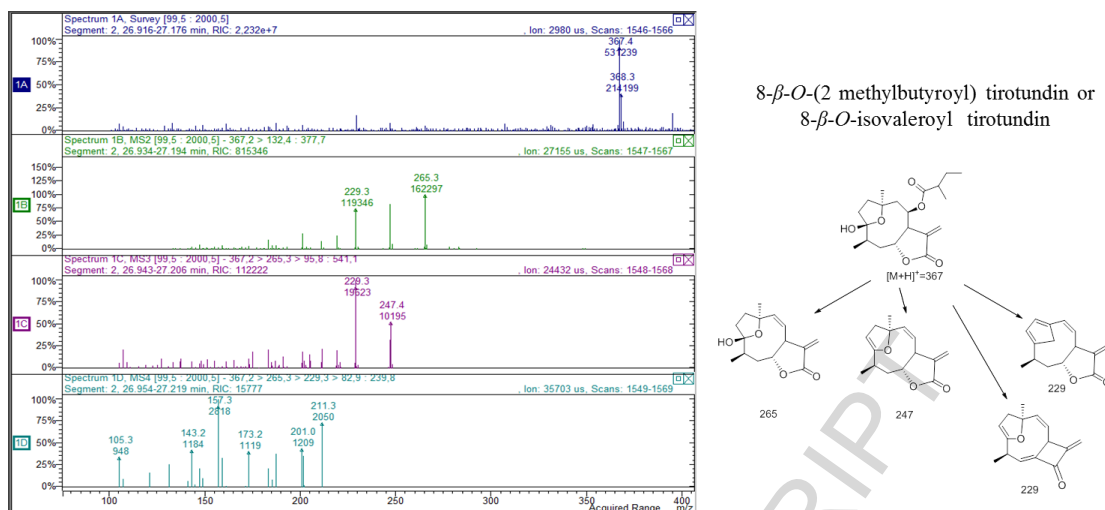 Spectrum 1A, Survey [99,5 : 2000,5]
Segment: 2, 26.916-27.176 min, RIC: 2,232e+7
, Ion: 2980 us, Scans: 1546-1566
100%
75%
50%
25%
0%
1A
367.4
531239
368.3
214199
Spectrum 1B, MS2 [99,5 : 2000,5] - 367,2 > 132,4 : 377,7
Segment: 2, 26.934-27.194 min, RIC: 815346
, Ion: 27155 us, Scans: 1547-1567
150%
125%
100%
75%
50%
25%
0%
1B
229.3
119346
265.3
162297
Spectrum 1C, MS3 [99,5 : 2000,5] - 367,2 > 265,3 > 95,8 : 541,1
Segment: 2, 26.943-27.206 min, RIC: 112222
, Ion: 24432 us, Scans: 1548-1568
100%
75%
50%
25%
0%
1C
229.3
19623
247.4
10195
Spectrum 1D, MS4 [99,5 : 2000,5] - 367,2 > 265,3 > 229,3 > 82,9 : 239,8
Segment: 2, 26.954-27.219 min, RIC: 15777
, Ion: 35703 us, Scans: 1549-1569
100%
75%
50%
25%
0%
1D
105.3
948
143.2
1184
157.3
2818
173.2
1119
201.0
1209
211.3
2050
150 200 250 300 350 400
Acquired Range m/z
8-β-O-(2 methylbutyroyl) tirotundin or
8-β-O-isovaleroyl tirotundin
O
O
O
HO
O
O
[M+H]+=367
O
HO
O
O
265
O
O
O
247
O
O
229
O
O
229
RIPT